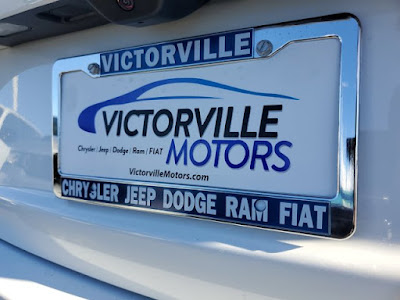 VICTORVILLE
VICTORVILLE
Chrysler | Jeep | Dodge | Ram | FIAT
MOTORS
VictorvilleMotors.com
CHRYSLER JEEP DODGE RAM FIAT